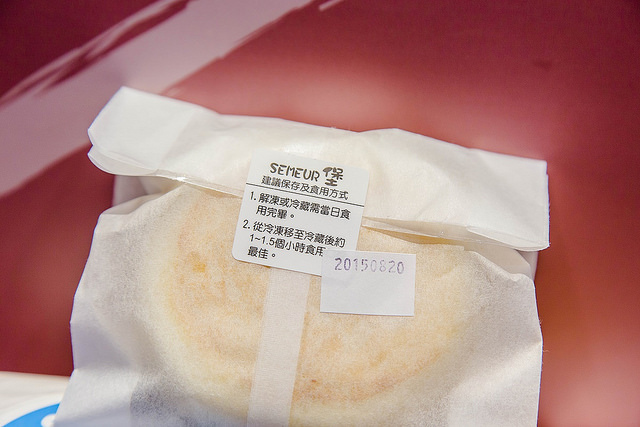 SEMEUR 堡
建議保存及食用方式
1. 解凍或冷藏需當日食
用完畢。
2. 從冷凍移至冷藏後約
1~1.5個小時食用
最佳。
20150820